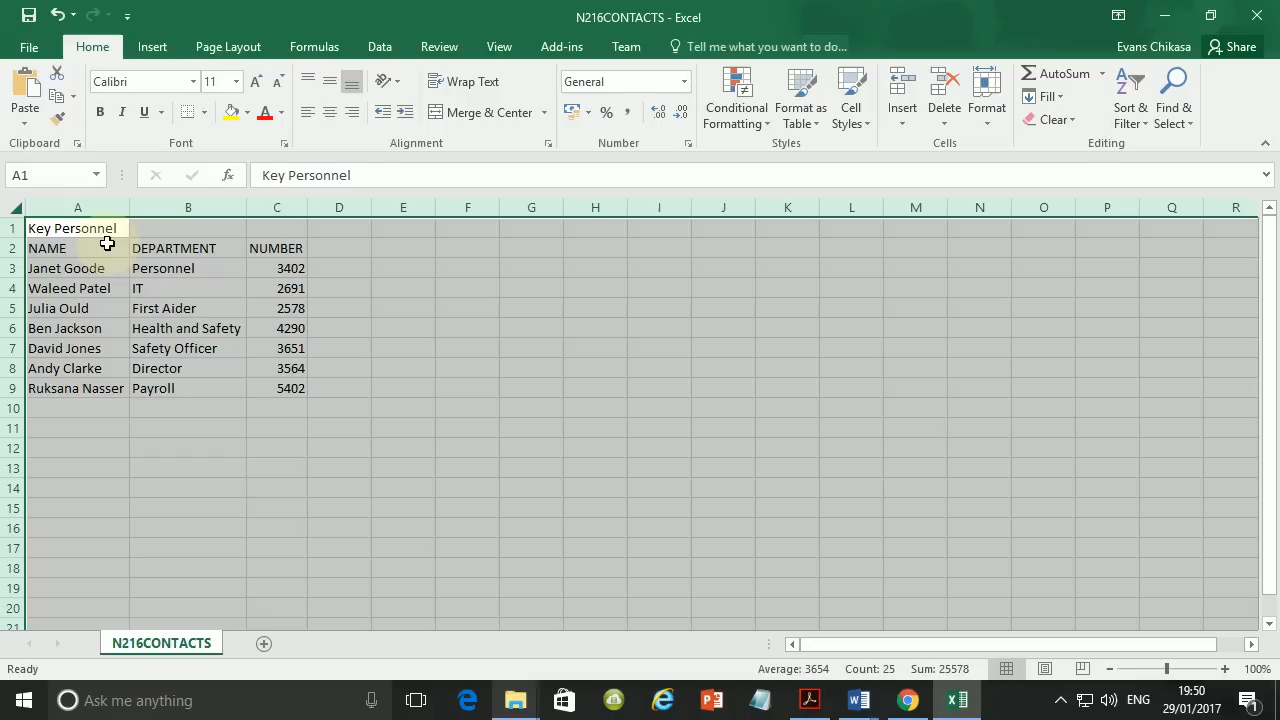 N216CONTACTS - Excel
File Home Insert Page Layout Formulas Data Review View Add-ins Team Tell me what you want to do... Evans Chikasa Share
Paste
Clipboard
Calibri 11
B I U A
Font
Wrap Text
Merge & Center
Alignment
General
% ,
Number
Conditional Formatting
Format as Table
Cell Styles
Styles
Insert Delete Format
Cells
AutoSum
Fill
Clear
Sort & Filter
Find & Select
Editing
A1 fx Key Personnel
A B C D E F G H I J K L M N O P Q R
1 Key Personnel
2 NAME DEPARTMENT NUMBER
3 Janet Goode Personnel 3402
4 Waleed Patel IT 2691
5 Julia Ould First Aider 2578
6 Ben Jackson Health and Safety 4290
7 David Jones Safety Officer 3651
8 Andy Clarke Director 3564
9 Ruksana Nasser Payroll 5402
10
11
12
13
14
15
16
17
18
19
20
21
N216CONTACTS
Ready Average: 3654 Count: 25 Sum: 25578 100%
Ask me anything ENG 19:50
29/01/2017 1